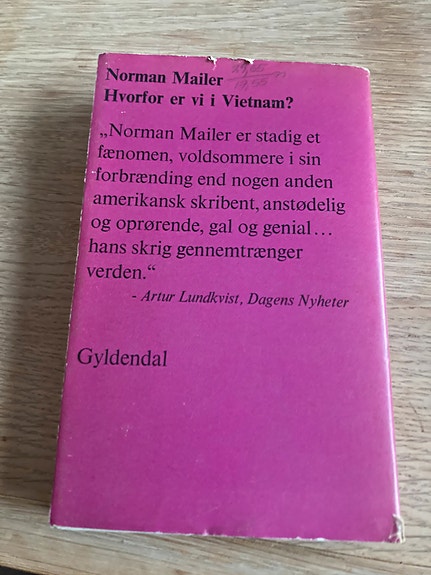 Norman Mailer
Hvorfor er vi i Vietnam?
„Norman Mailer er stadig et
fænomen, voldsommere i sin
forbrænding end nogen anden
amerikansk skribent, anstødelig
og oprørende, gal og genial...
hans skrig gennemtrænger
verden.“
- Artur Lundkvist, Dagens Nyheter
Gyldendal